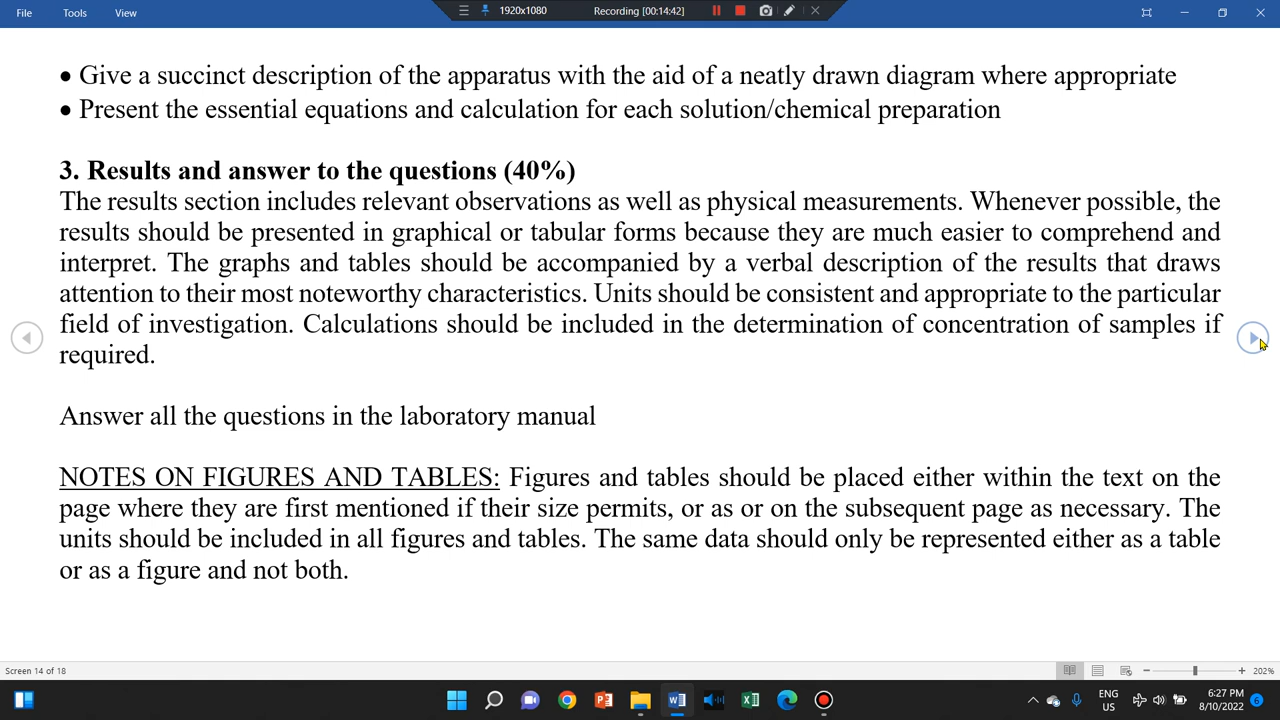 File Tools View 1920x1080 Recording [00:14:42]
• Give a succinct description of the apparatus with the aid of a neatly drawn diagram where appropriate
• Present the essential equations and calculation for each solution/chemical preparation
3. Results and answer to the questions (40%)
The results section includes relevant observations as well as physical measurements. Whenever possible, the
results should be presented in graphical or tabular forms because they are much easier to comprehend and
interpret. The graphs and tables should be accompanied by a verbal description of the results that draws
attention to their most noteworthy characteristics. Units should be consistent and appropriate to the particular
field of investigation. Calculations should be included in the determination of concentration of samples if
required.
Answer all the questions in the laboratory manual
NOTES ON FIGURES AND TABLES: Figures and tables should be placed either within the text on the
page where they are first mentioned if their size permits, or as or on the subsequent page as necessary. The
units should be included in all figures and tables. The same data should only be represented either as a table
or as a figure and not both.
Screen 14 of 18 202%
ENG 6:27 PM
US 8/10/2022 6